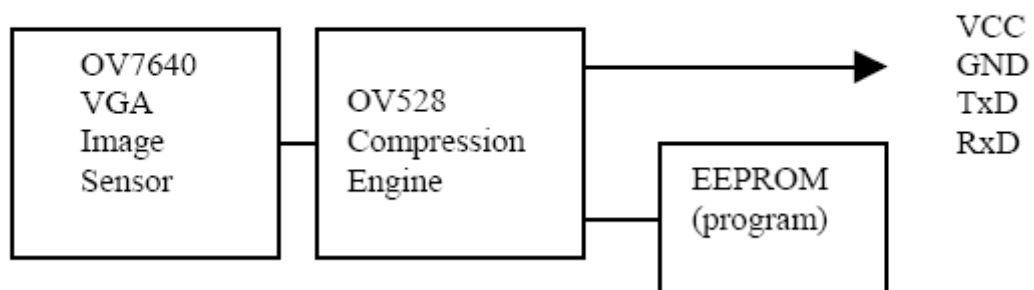 OV7640
VGA
Image
Sensor
OV528
Compression
Engine
EEPROM
(program)
VCC
GND
TxD
RxD